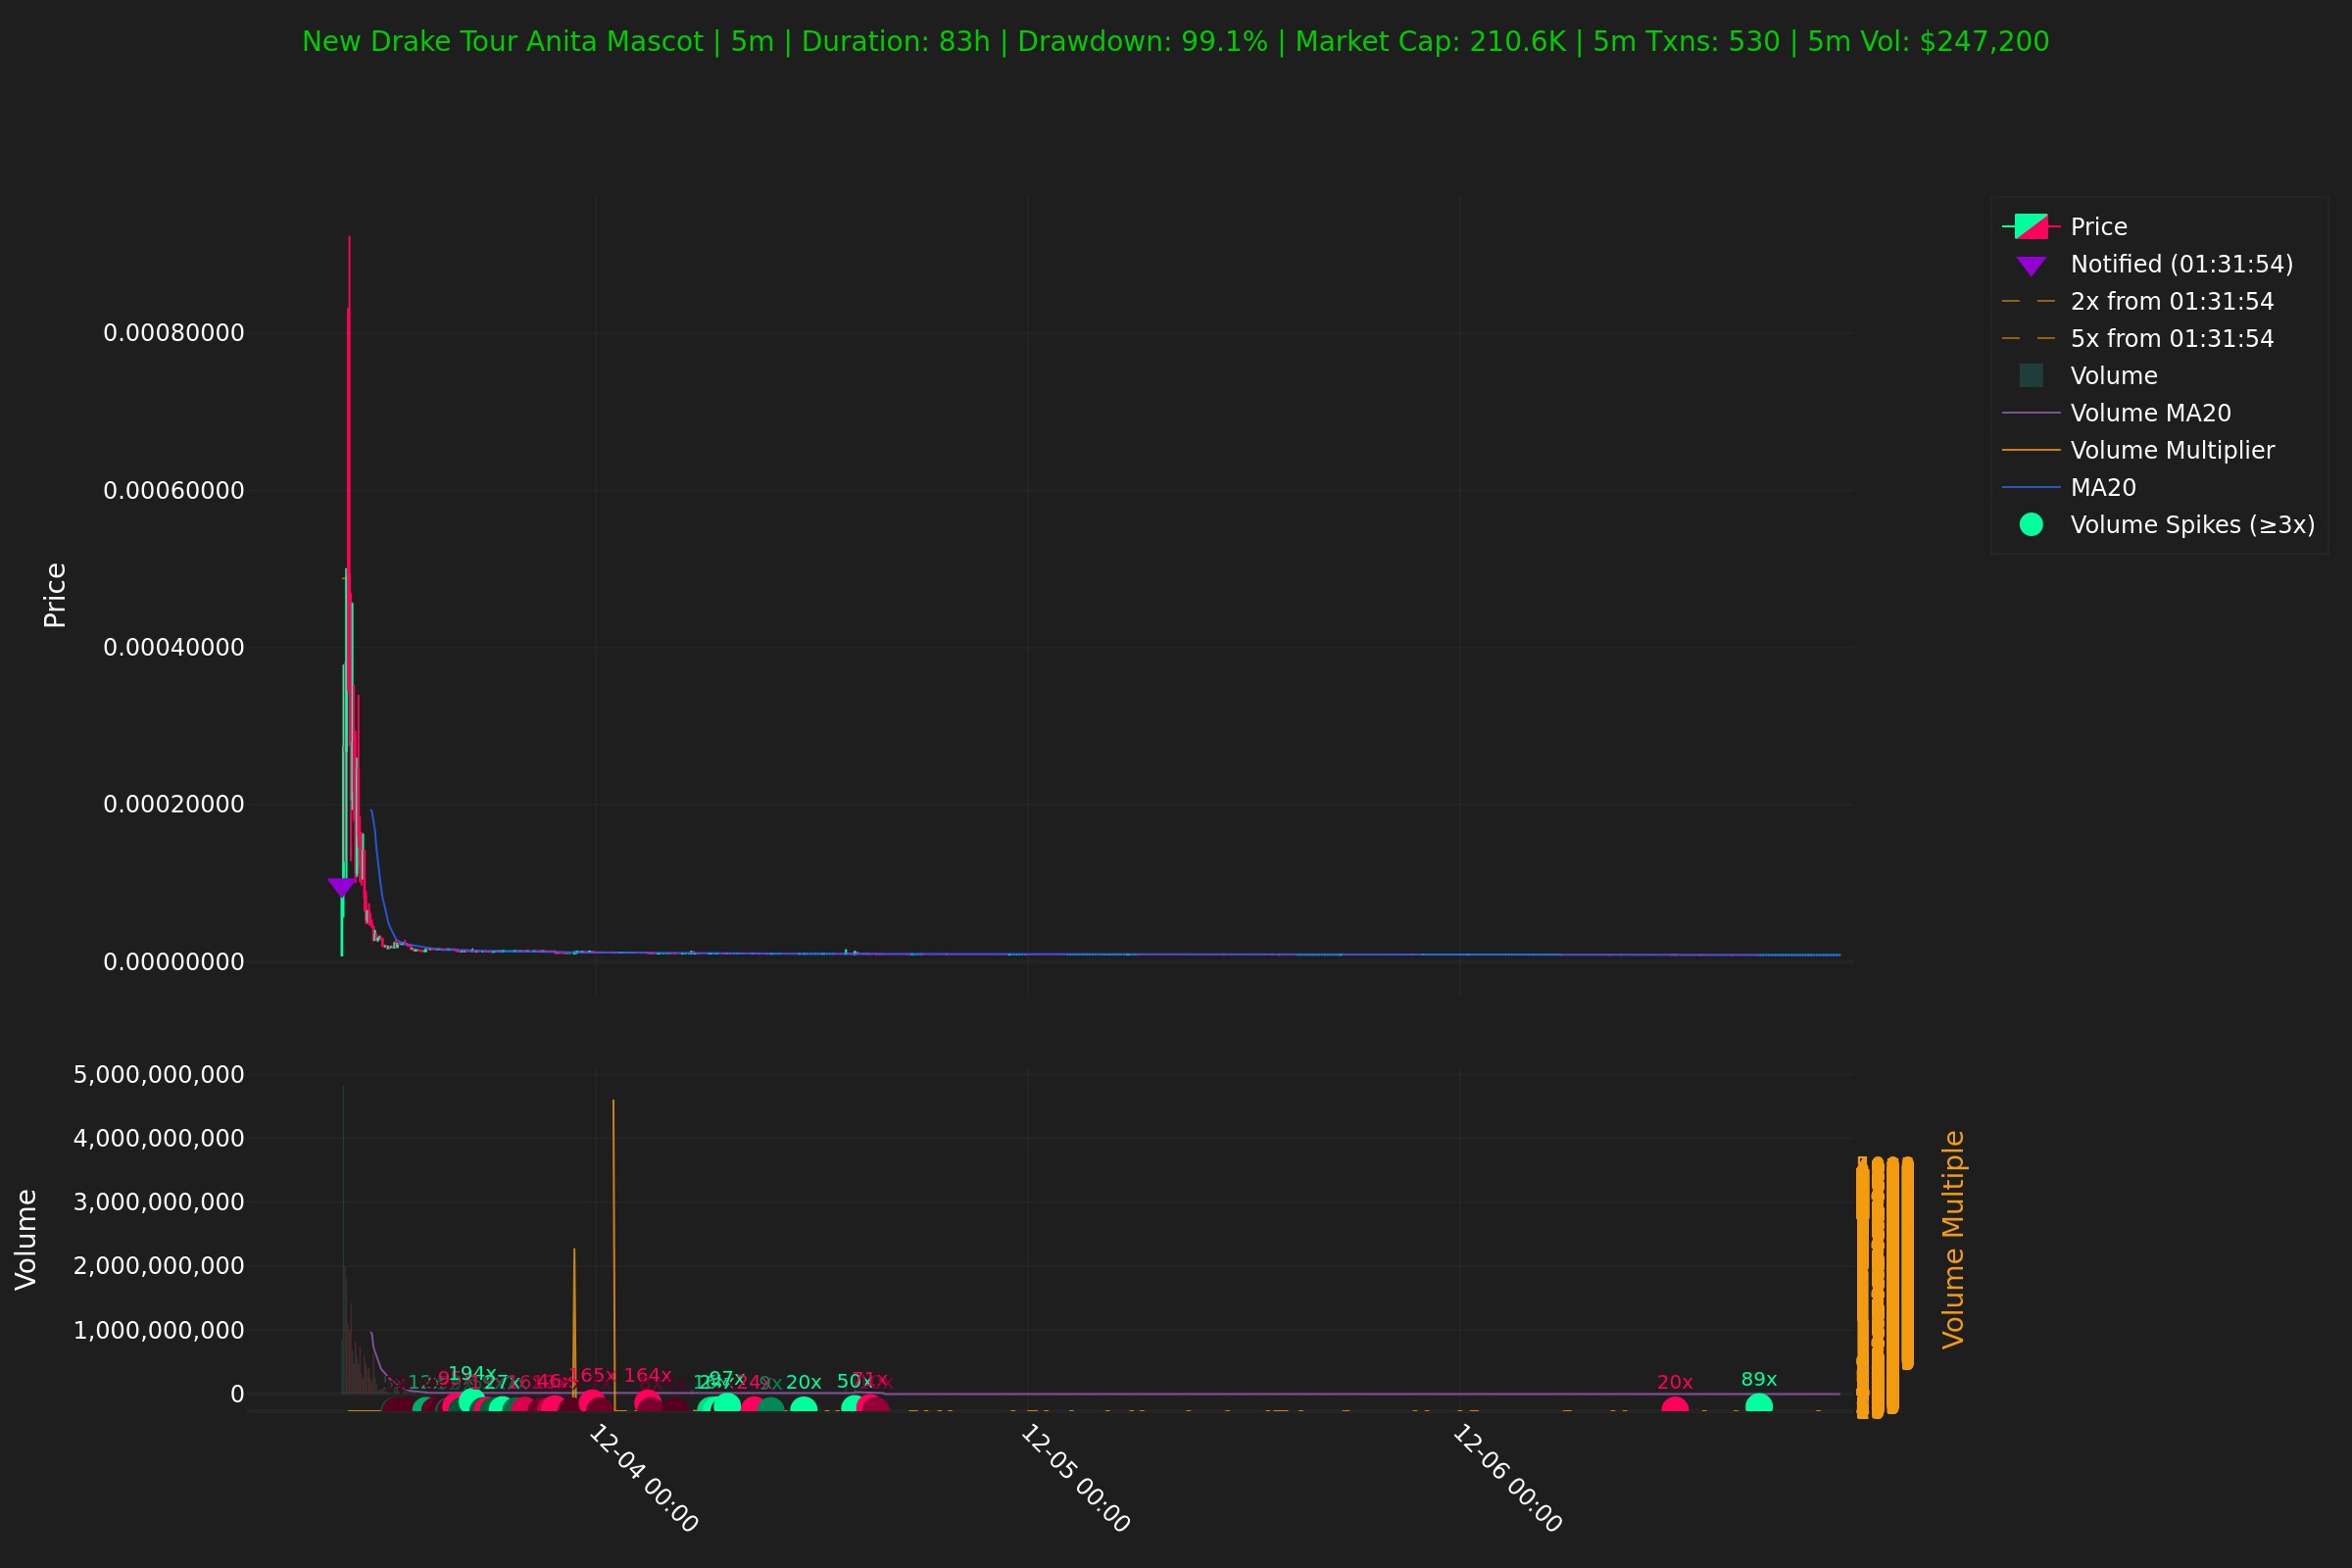 New Drake Tour Anita Mascot | 5m | Duration: 83h | Drawdown: 99.1% | Market Cap: 210.6K | 5m Txns: 530 | 5m Vol: $247,200
Price
Notified (01:31:54)
2x from 01:31:54
5x from 01:31:54
Volume
Volume MA20
Volume Multiplier
MA20
Volume Spikes (≥3x)
Price
0.00080000
0.00060000
0.00040000
0.00020000
0.00000000
Volume
5,000,000,000
4,000,000,000
3,000,000,000
2,000,000,000
1,000,000,000
0
194x
27x
46x
165x
164x
97x
20x
50x
71x
20x
89x
Volume Multiple
12-04 00:00
12-05 00:00
12-06 00:00